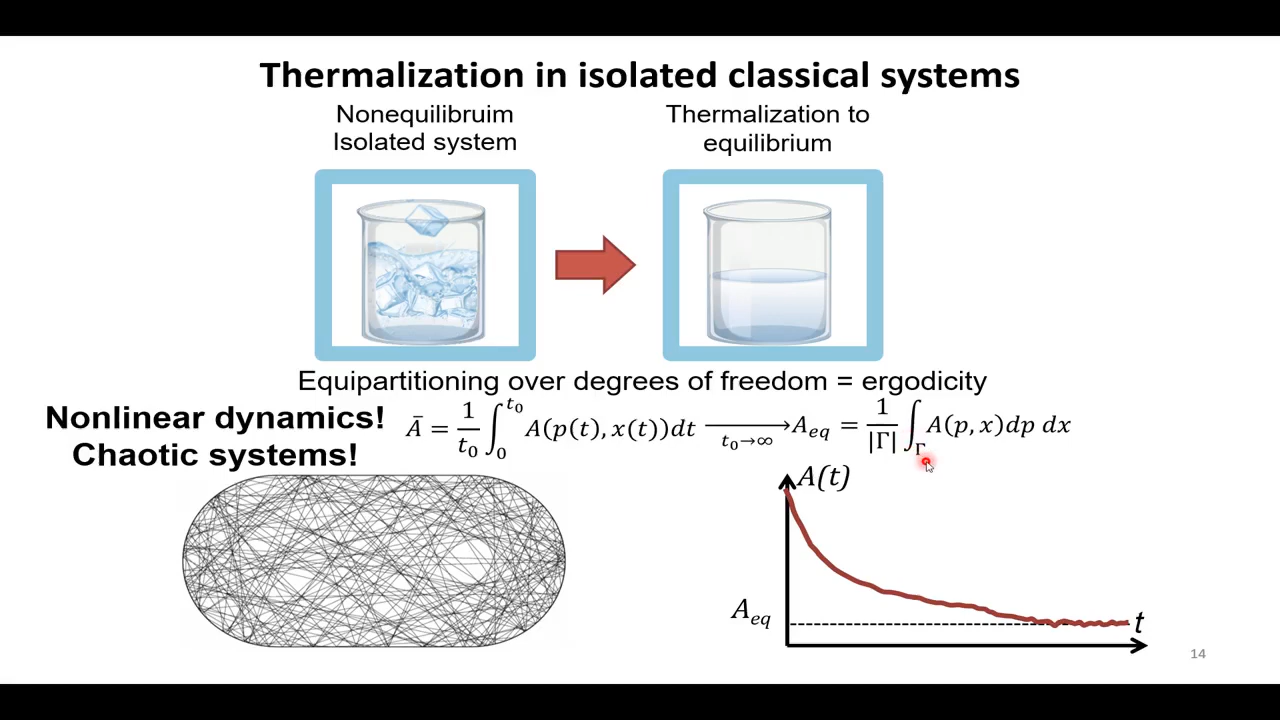 Thermalization in isolated classical systems
Nonequilibruim
Isolated system
Thermalization to
equilibrium
Equipartitioning over degrees of freedom = ergodicity
Nonlinear dynamics!
Chaotic systems!
Ā = 1/t₀ ∫₀^t₀ A(p(t), x(t))dt ⟶ t₀→∞ A_eq = 1/|Γ| ∫_Γ A(p, x)dp dx
A(t)
A_eq
t
14